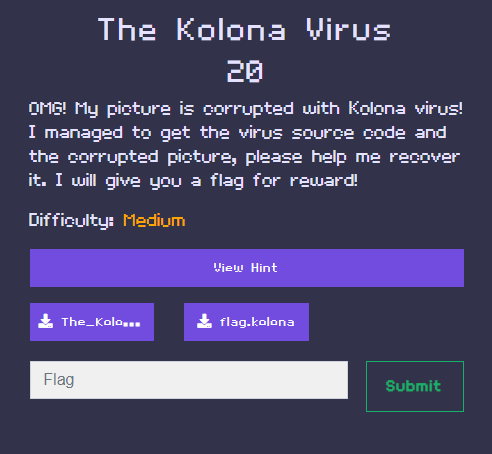 The Kolona Virus
20
OMG! My picture is corrupted with Kolona virus!
I managed to get the virus source code and
the corrupted picture, please help me recover
it. I will give you a flag for reward!
Difficulty: Medium
View Hint
The_Kolo... flag.kolona
Flag Submit